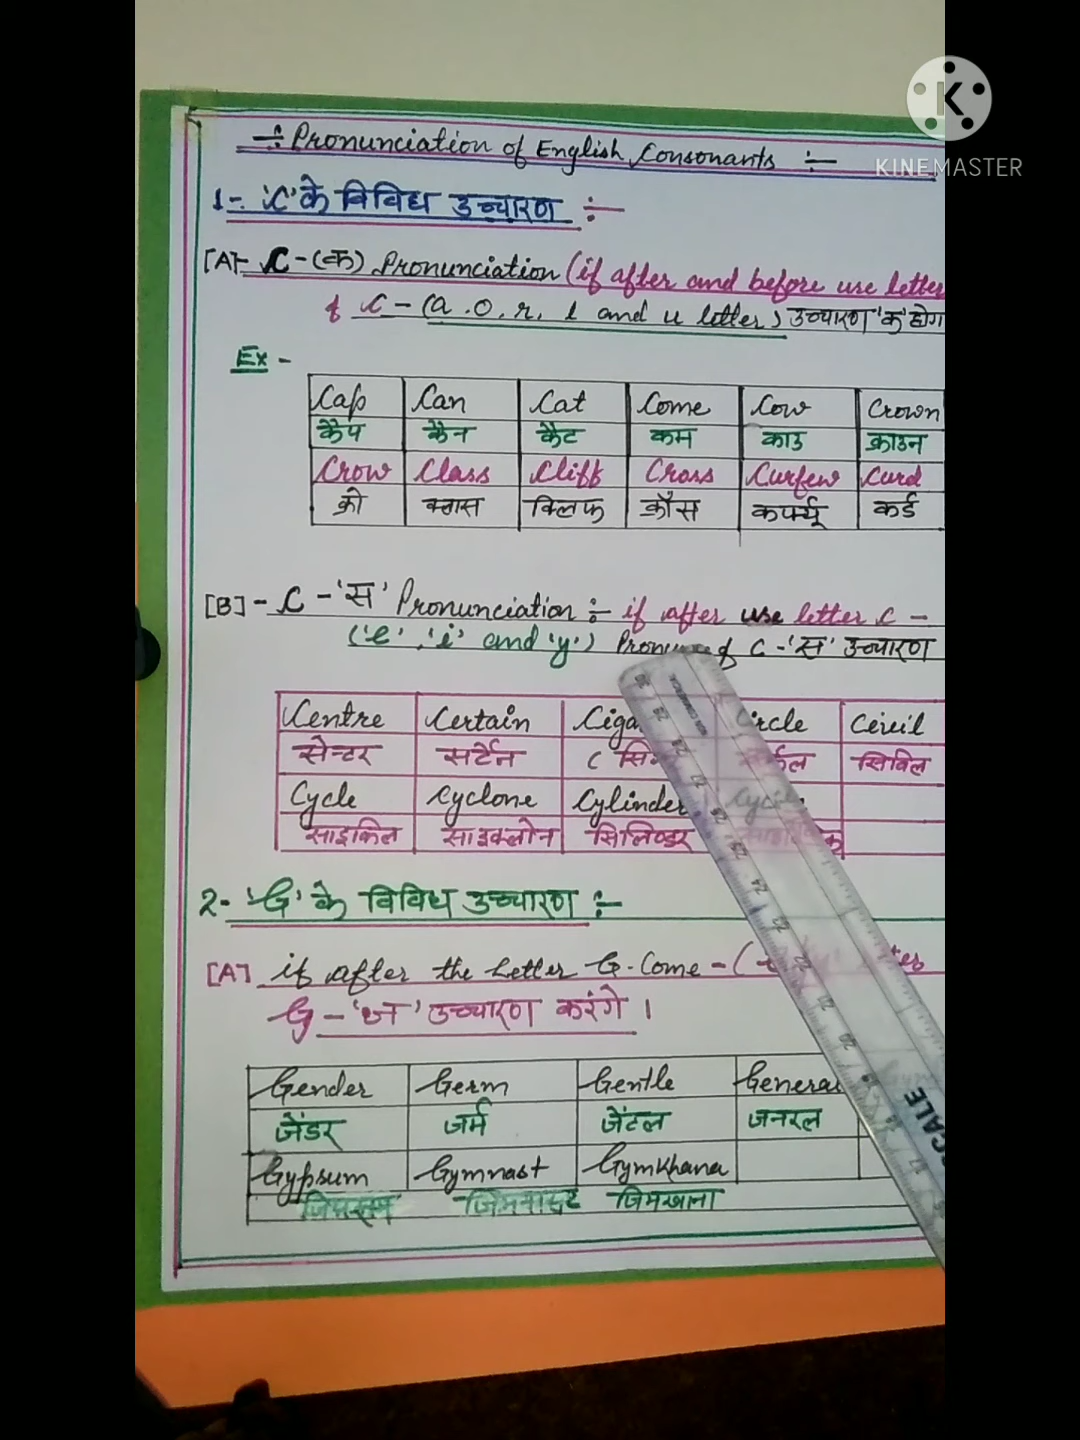 K
KINEMASTER
÷ Pronunciation of English Consonants :-
1- 'C' के विविध उच्चारण :-
[A]- C-(क) Pronunciation (if after and before use letter
of C-(a, o, r, l and u letter) उच्चारण 'क' होग
Ex -
Cap Can Cat Come Cow Crown
कैप कैन कैट कम काउ क्राउन
Crow Class Cliff Cross Curfew Curd
क्रो क्लास क्लिफ क्रौस कर्फ्यू कर्ड
[B]- C-'स' Pronunciation :- if after use letter C -
('e', 'i' and 'y') of C-'स' उच्चारण
Centre Certain Civil
सेन्टर सर्टेन सिविल
Cycle Cyclone Cylinder
साइकिल साइक्लोन सिलिण्डर
2- 'G' के विविध उच्चारण :-
[A] if after the letter G-Come-(
G-'ज' उच्चारण करंगे ।
Gender Germ Gentle General
जेंडर जर्म जेंटल जनरल
Gypsum Gymnast Gymkhana
जिमखाना
SCALE